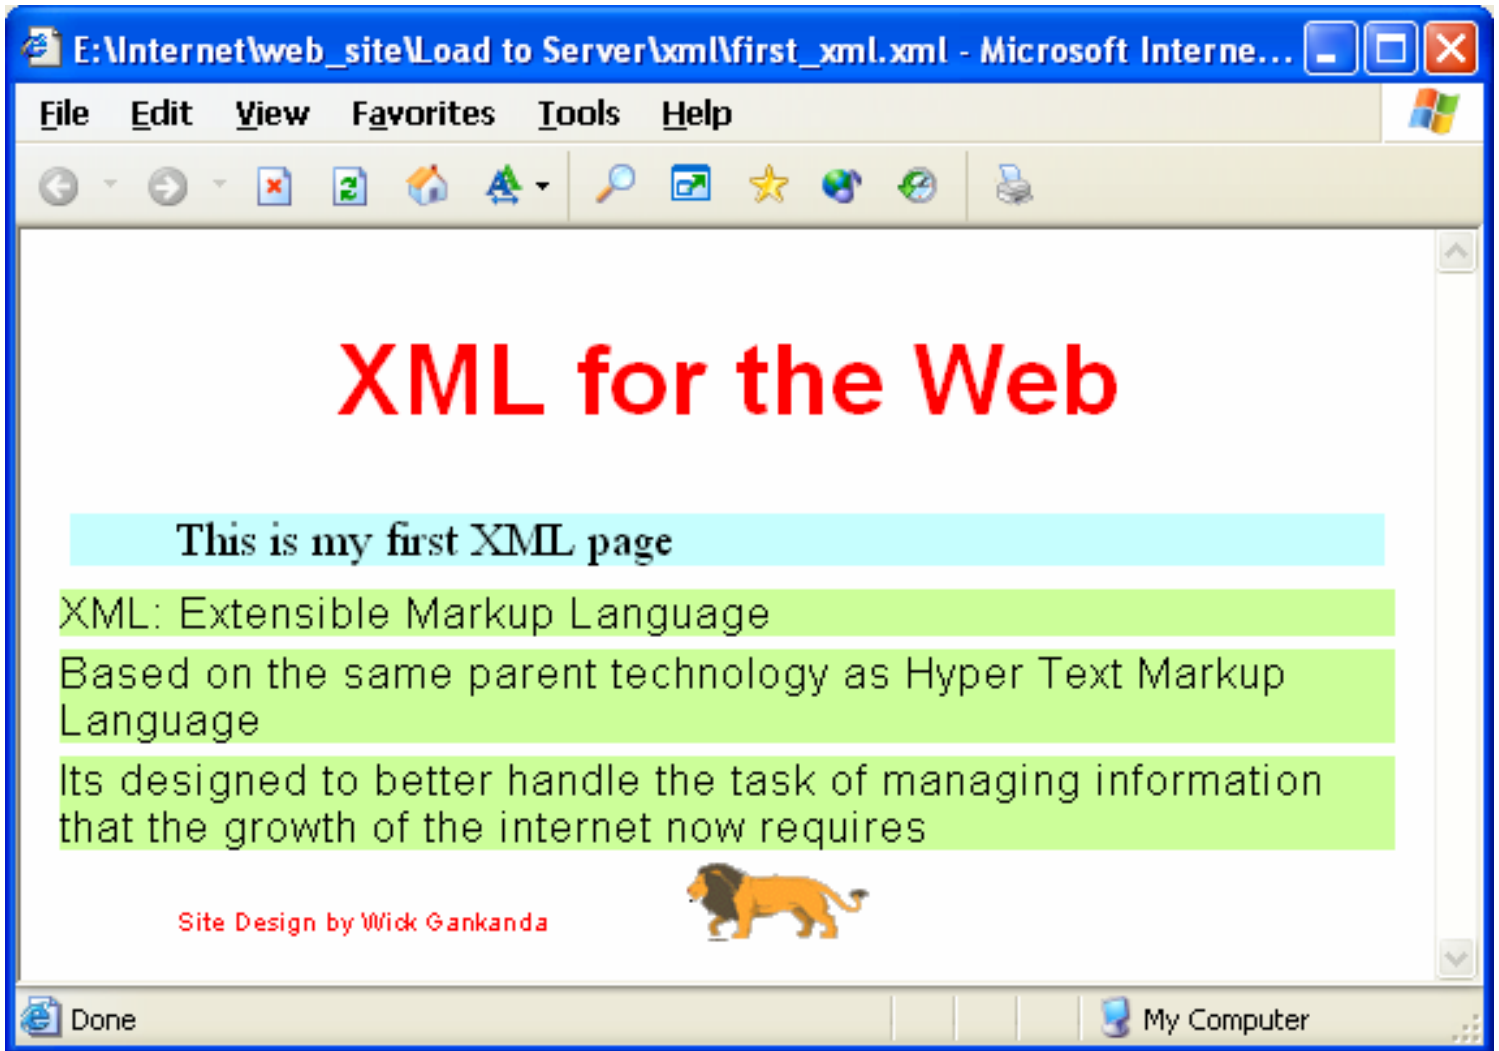 E:\Internet\web_site\Load to Server\xml\first_xml.xml - Microsoft Interne...
File Edit View Favorites Tools Help
XML for the Web
This is my first XML page
XML: Extensible Markup Language
Based on the same parent technology as Hyper Text Markup
Language
Its designed to better handle the task of managing information
that the growth of the internet now requires
Site Design by Wick Gankanda
Done
My Computer